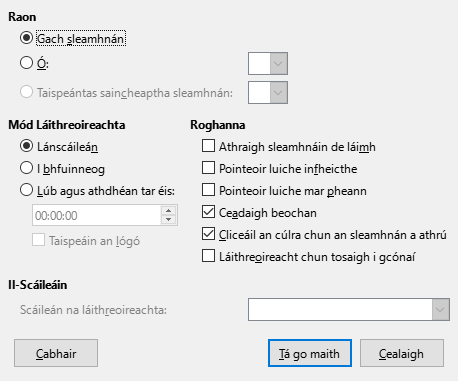 Raon
Gach sleamhnán
Ó:
Taispeántas saincheaptha sleamhnán:
Mód Láithreoireachta
Lánscáileán
I bhfuinneog
Lúb agus athdhéan tar éis:
00:00:00
Taispeáin an lógó
Roghanna
Athraigh sleamhnáin de láimh
Pointeoir luiche infheicthe
Pointeoir luiche mar pheann
Ceadaigh beochan
Cliceáil an cúlra chun an sleamhnán a athrú
Láithreoireacht chun tosaigh i gcónaí
Il-Scáileáin
Scáileán na láithreoireachta:
Cabhair
Tá go maith
Cealaigh